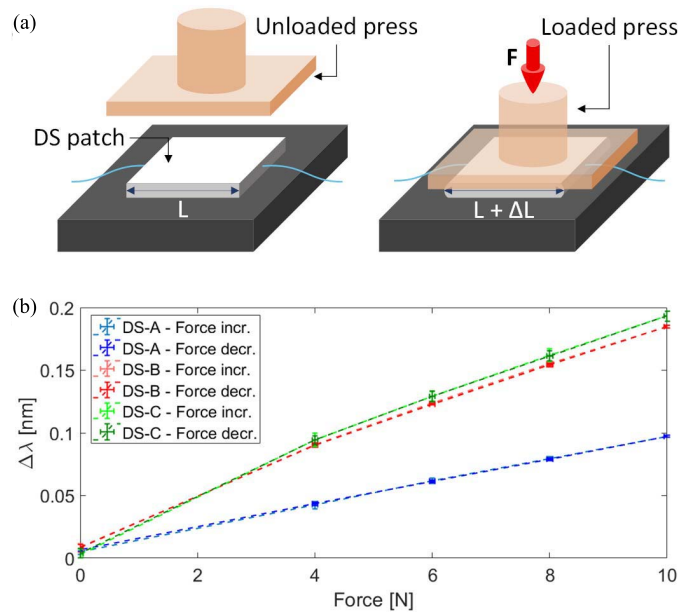 (a)
Unloaded press
Loaded press
F
DS patch
L
L + ΔL
(b)
0.2
0.15
0.1
0.05
0
Δλ [nm]
DS-A - Force incr.
DS-A - Force decr.
DS-B - Force incr.
DS-B - Force decr.
DS-C - Force incr.
DS-C - Force decr.
0 2 4 6 8 10
Force [N]